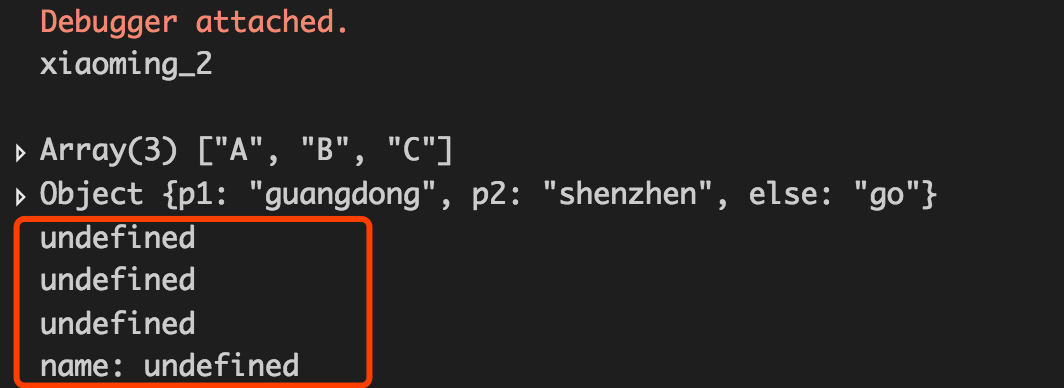 Debugger attached.
xiaoming_2
Array(3) ["A", "B", "C"]
Object {p1: "guangdong", p2: "shenzhen", else: "go"}
undefined
undefined
undefined
name: undefined